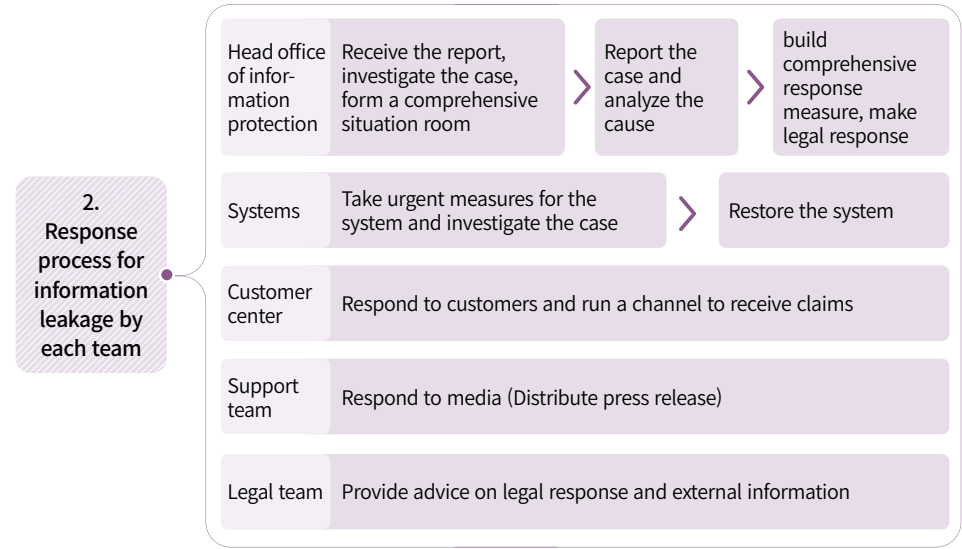 2.
Response
process for
information
leakage by
each team
Head office
of infor-
mation
protection
Receive the report,
investigate the case,
form a comprehensive
situation room
Report the
case and
analyze the
cause
build
comprehensive
response
measure, make
legal response
Systems
Take urgent measures for the
system and investigate the case
Restore the system
Customer
center
Respond to customers and run a channel to receive claims
Support
team
Respond to media (Distribute press release)
Legal team
Provide advice on legal response and external information